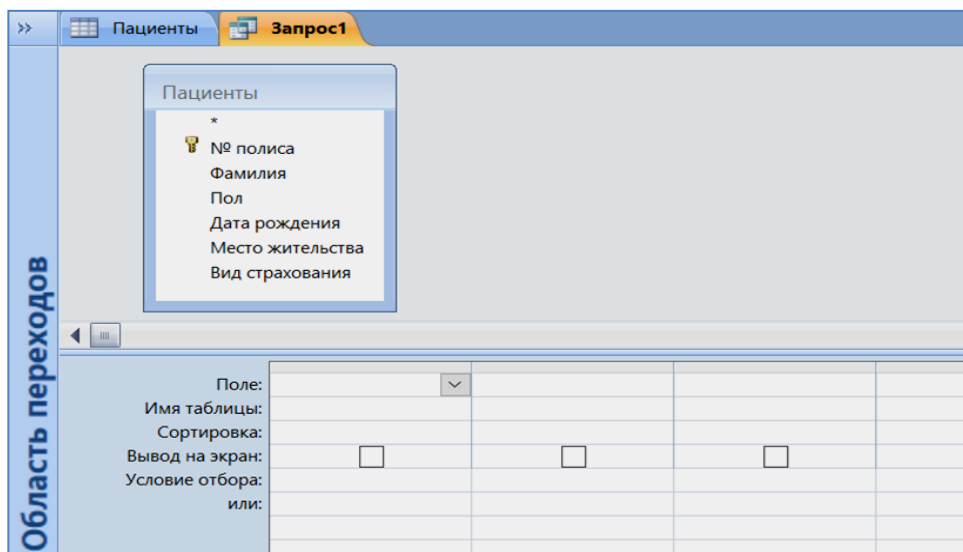 »
Пациенты
Запрос1
Пациенты
*
№ полиса
Фамилия
Пол
Дата рождения
Место жительства
Вид страхования
Область переходов
Поле:
Имя таблицы:
Сортировка:
Вывод на экран:
Условие отбора:
или: